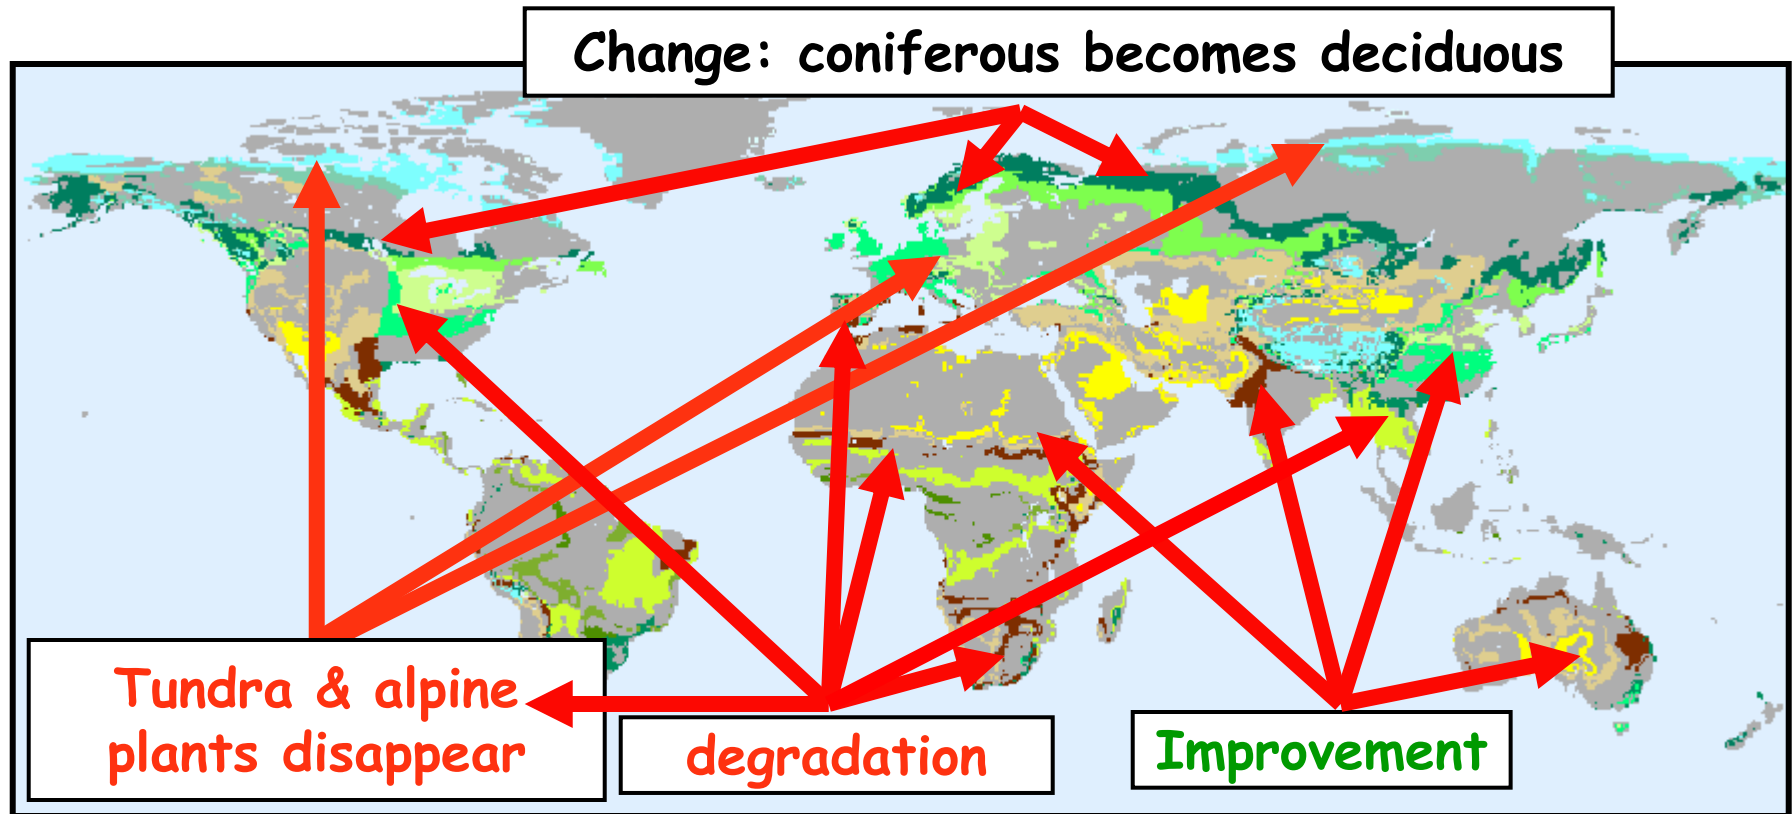 Change: coniferous becomes deciduous
Tundra & alpine
plants disappear
degradation
Improvement